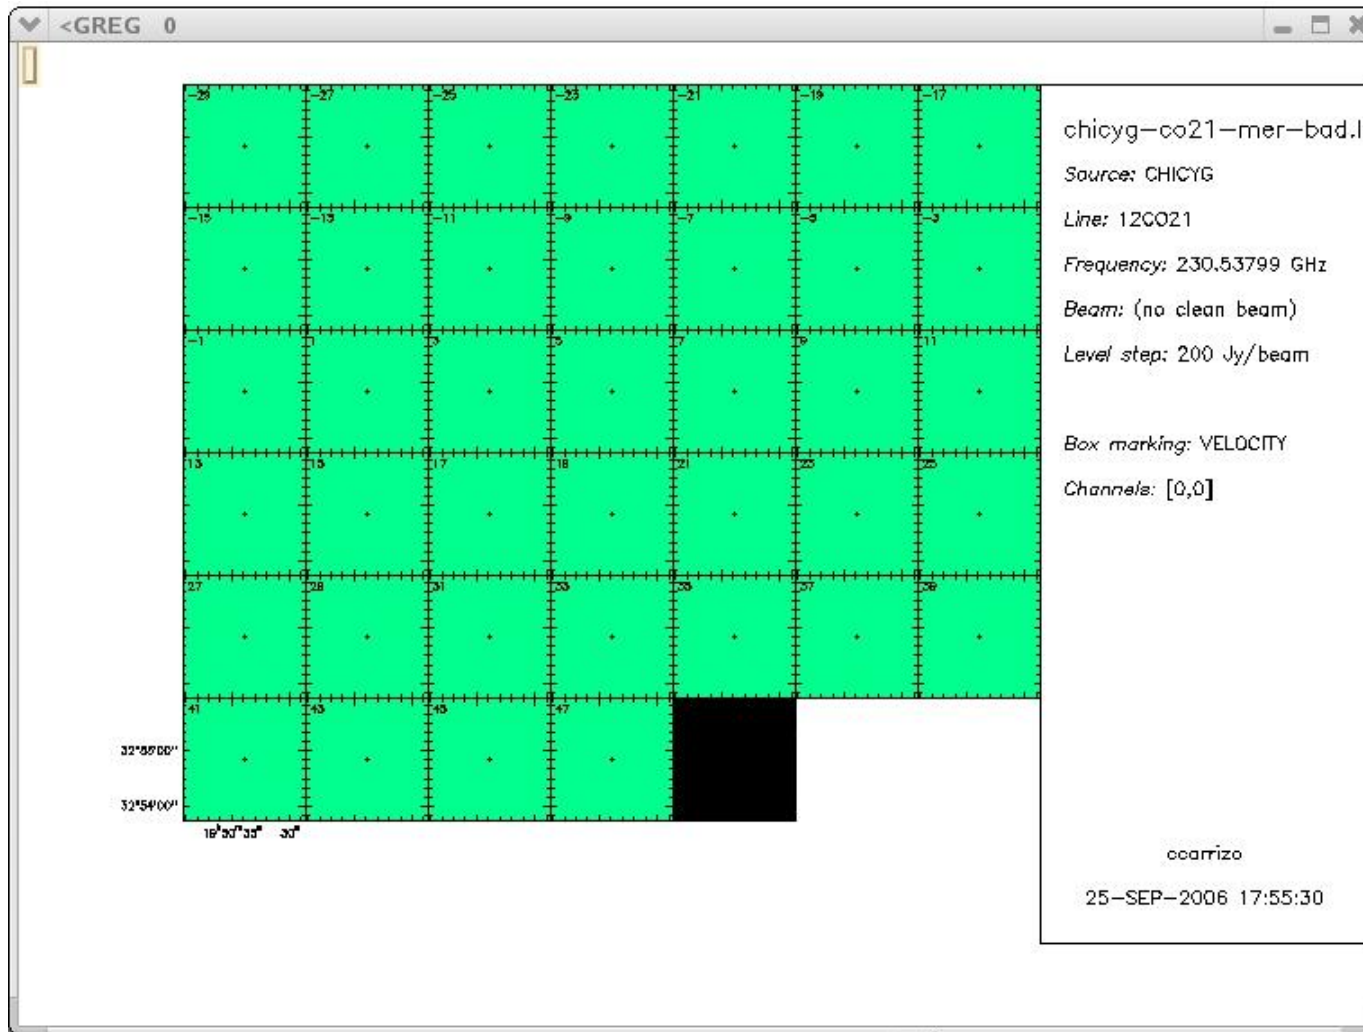 <GREG 0
-29 -27 -25 -23 -21 -19 -17
chicyg-co21-mer-bad.l
Source: CHICYG
-15 -13 -11 -9 -7 -5 -3
Line: 12CO21
Frequency: 230.53799 GHz
Beam: (no clean beam)
-1 1 3 5 7 9 11
Level step: 200 Jy/beam
Box marking: VELOCITY
13 15 17 19 21 23 25
Channels: [0,0]
27 29 31 33 35 37 39
41 43 45 47
32°55'00"
32°54'00"
19ʰ50ᵐ35ˢ 30ˢ
ccarrizo
25-SEP-2006 17:55:30